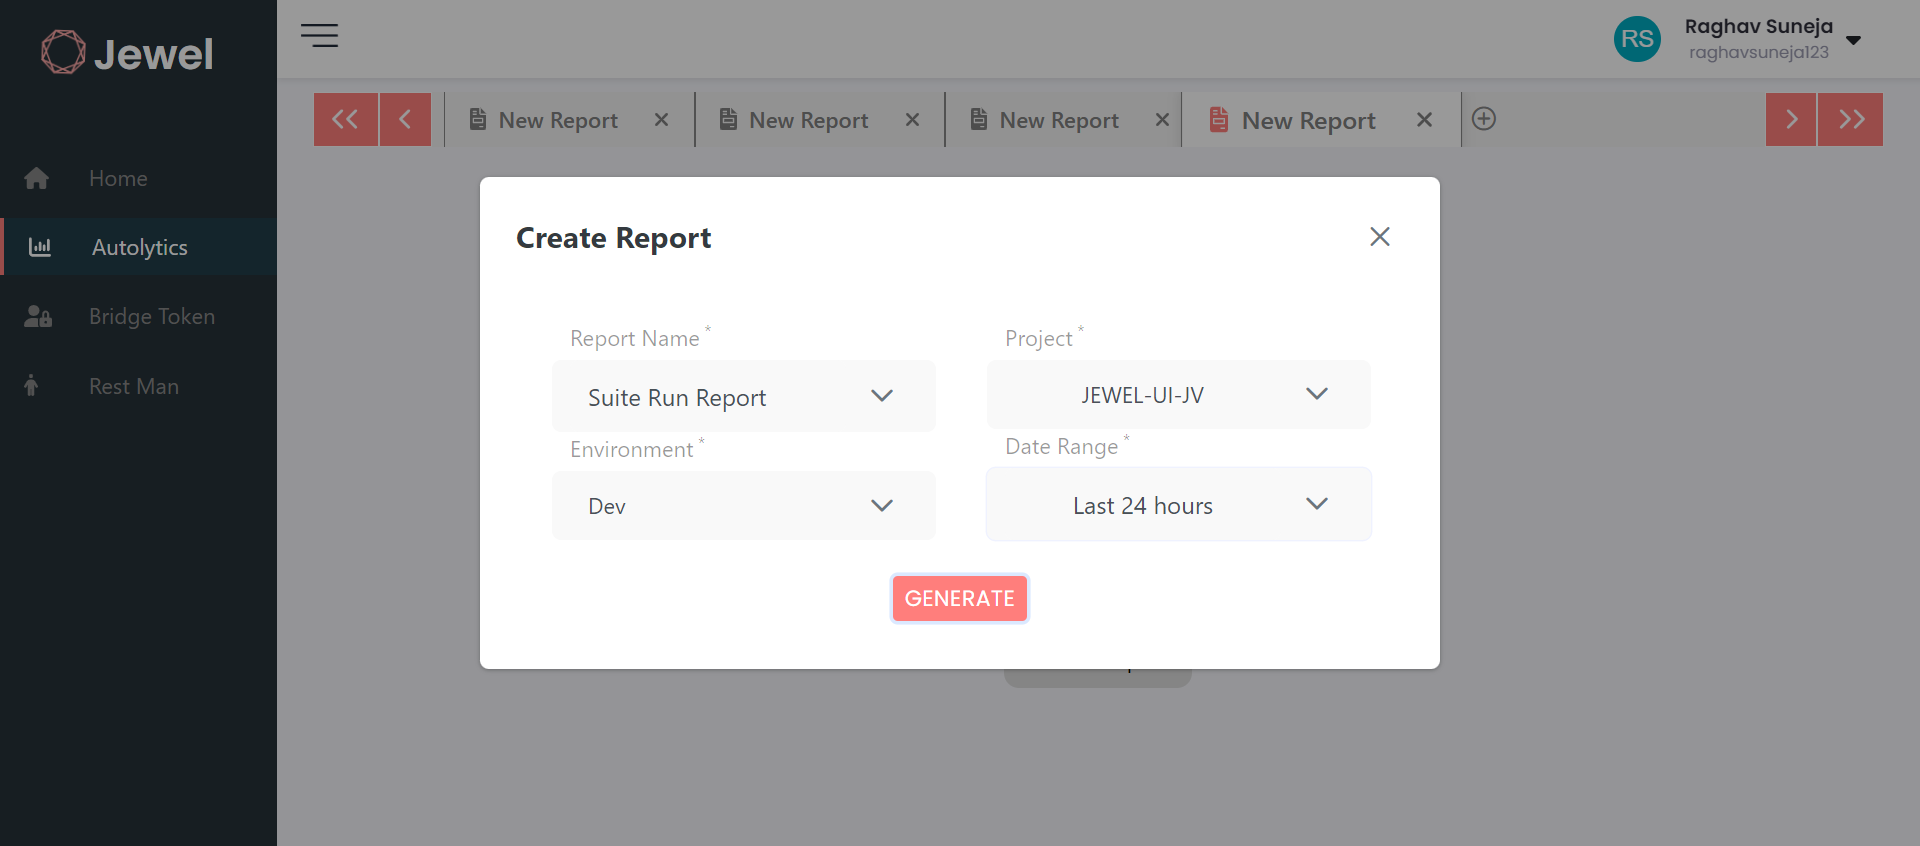 Jewel
RS
Raghav Suneja
raghavsuneja123
New Report
New Report
New Report
New Report
Home
Autolytics
Bridge Token
Rest Man
Create Report
Report Name *
Project *
Suite Run Report
JEWEL-UI-JV
Environment *
Date Range *
Dev
Last 24 hours
GENERATE